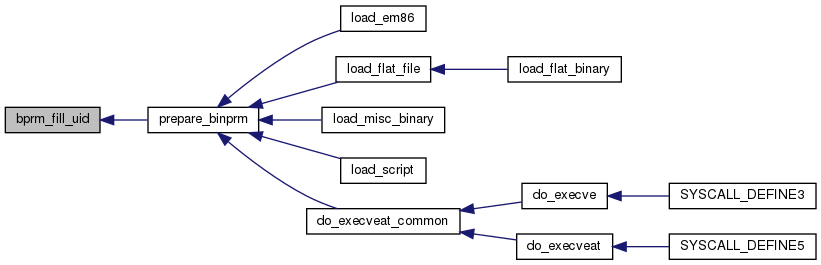 load_em86
load_flat_file
load_flat_binary
bprm_fill_uid
prepare_binprm
load_misc_binary
load_script
do_execve
SYSCALL_DEFINE3
do_execveat_common
do_execveat
SYSCALL_DEFINE5